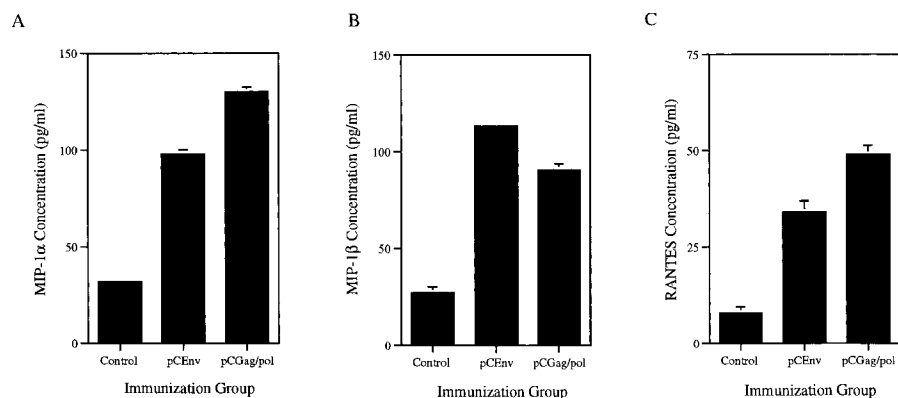 A
MIP-1α Concentration (pg/ml)
150
100
50
0
Control pCEnv pCGag/pol
Immunization Group
B
MIP-1β Concentration (pg/ml)
150
100
50
0
Control pCEnv pCGag/pol
Immunization Group
C
RANTES Concentration (pg/ml)
75
50
25
0
Control pCEnv pCGag/pol
Immunization Group